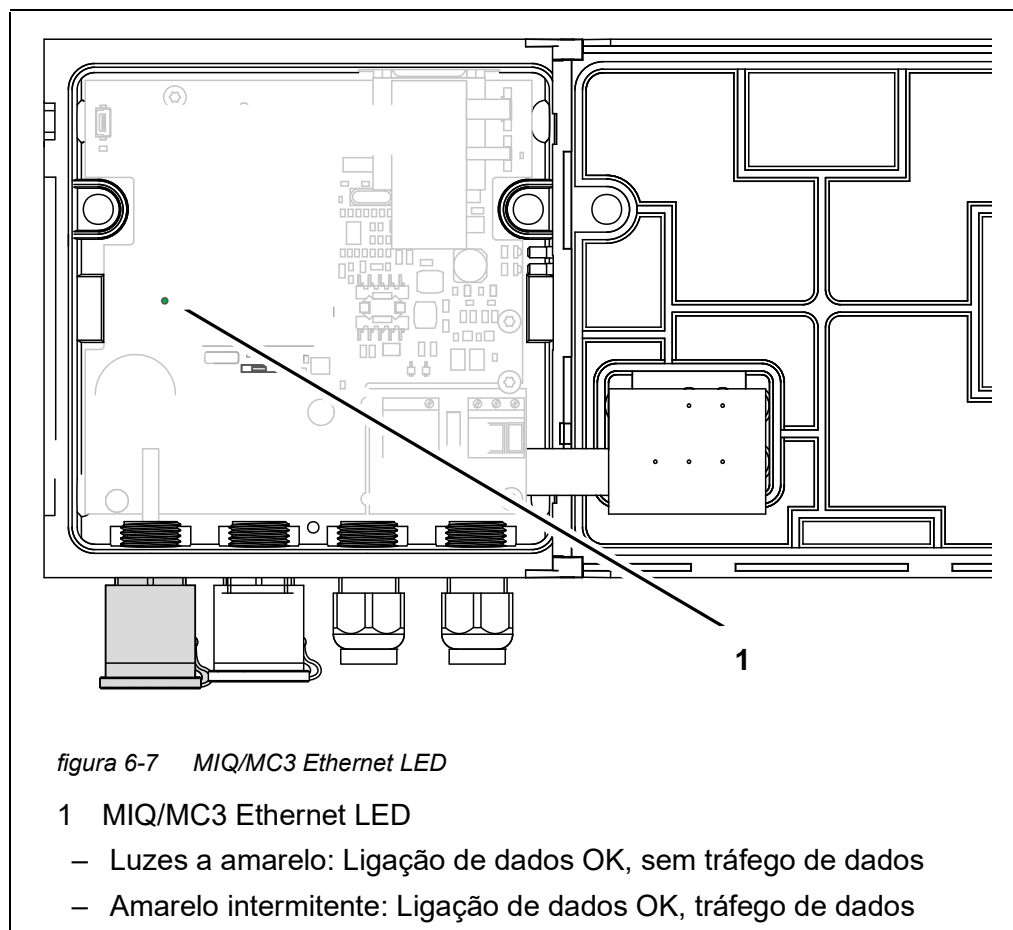 1
figura 6-7 MIQ/MC3 Ethernet LED
1 MIQ/MC3 Ethernet LED
– Luzes a amarelo: Ligação de dados OK, sem tráfego de dados
– Amarelo intermitente: Ligação de dados OK, tráfego de dados